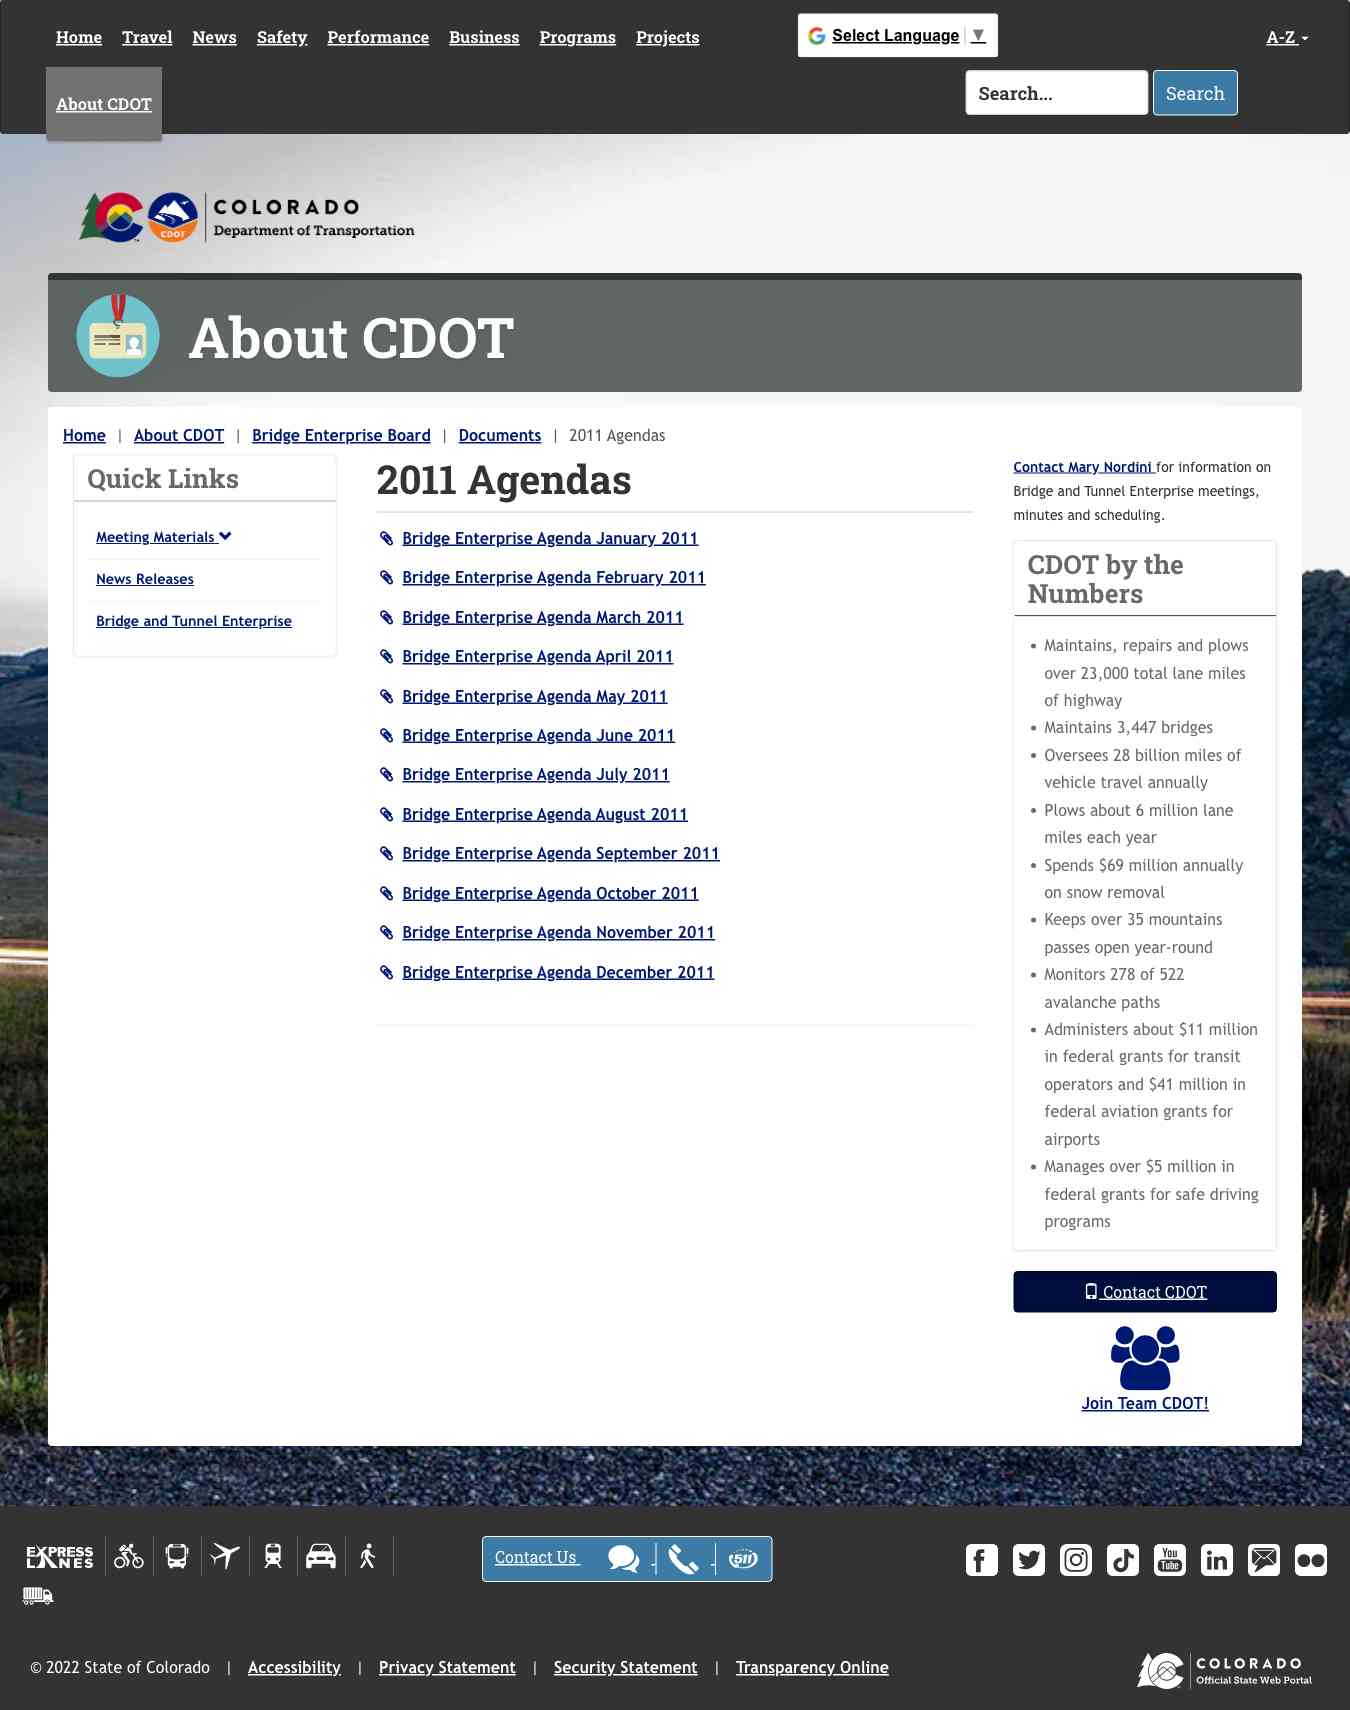 Home Travel News Safety Performance Business Programs Projects Select Language ▼ A-Z
About CDOT Search... Search
COLORADO
Department of Transportation
CDOT
About CDOT
Home | About CDOT | Bridge Enterprise Board | Documents | 2011 Agendas
Quick Links
Meeting Materials
News Releases
Bridge and Tunnel Enterprise
2011 Agendas
Bridge Enterprise Agenda January 2011
Bridge Enterprise Agenda February 2011
Bridge Enterprise Agenda March 2011
Bridge Enterprise Agenda April 2011
Bridge Enterprise Agenda May 2011
Bridge Enterprise Agenda June 2011
Bridge Enterprise Agenda July 2011
Bridge Enterprise Agenda August 2011
Bridge Enterprise Agenda September 2011
Bridge Enterprise Agenda October 2011
Bridge Enterprise Agenda November 2011
Bridge Enterprise Agenda December 2011
Contact Mary Nordini for information on
Bridge and Tunnel Enterprise meetings,
minutes and scheduling.
CDOT by the
Numbers
• Maintains, repairs and plows
over 23,000 total lane miles
of highway
• Maintains 3,447 bridges
• Oversees 28 billion miles of
vehicle travel annually
• Plows about 6 million lane
miles each year
• Spends $69 million annually
on snow removal
• Keeps over 35 mountains
passes open year-round
• Monitors 278 of 522
avalanche paths
• Administers about $11 million
in federal grants for transit
operators and $41 million in
federal aviation grants for
airports
• Manages over $5 million in
federal grants for safe driving
programs
Contact CDOT
Join Team CDOT!
EXPRESS
LANES
Contact Us
511
You
Tube
in
© 2022 State of Colorado | Accessibility | Privacy Statement | Security Statement | Transparency Online
COLORADO
Official State Web Portal